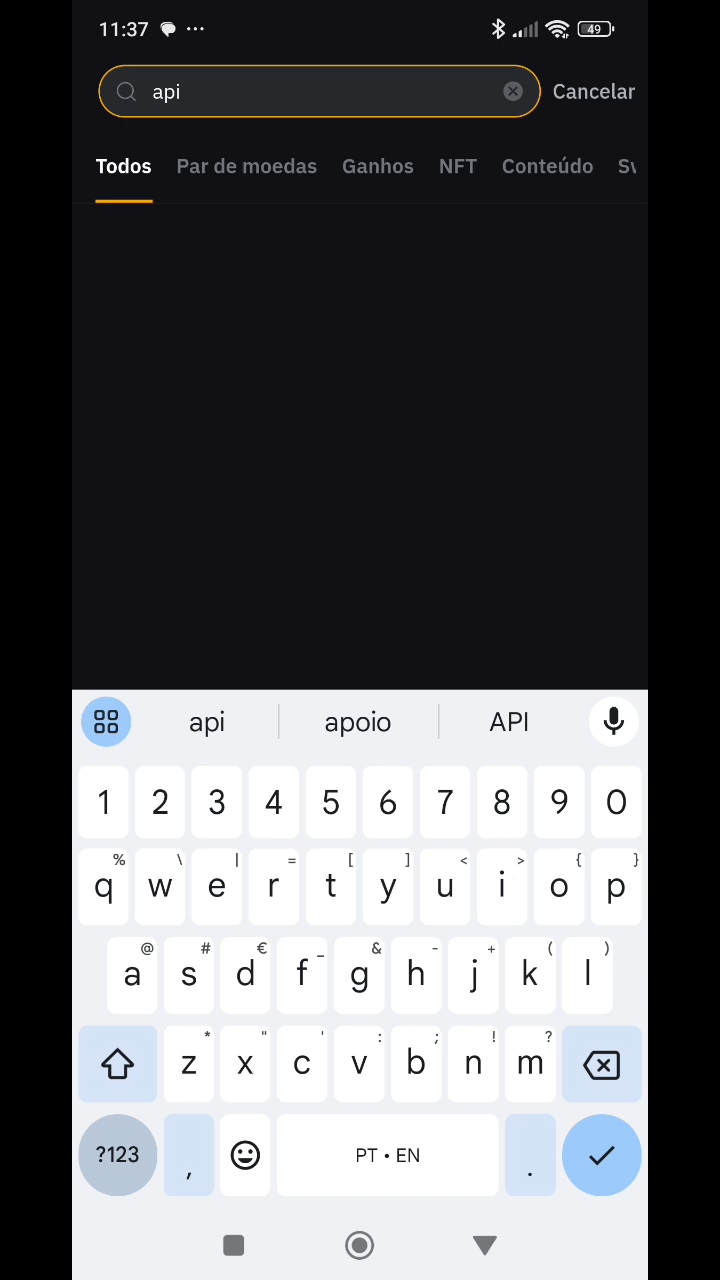 11:37 49
api Cancelar
Todos Par de moedas Ganhos NFT Conteúdo
api apoio API
1 2 3 4 5 6 7 8 9 0
% \ | = [ ] < > { }
q w e r t y u i o p
@ # € _ & - + ( )
a s d f g h j k l
* " ' : ; ! ?
z x c v b n m
?123 , PT • EN .